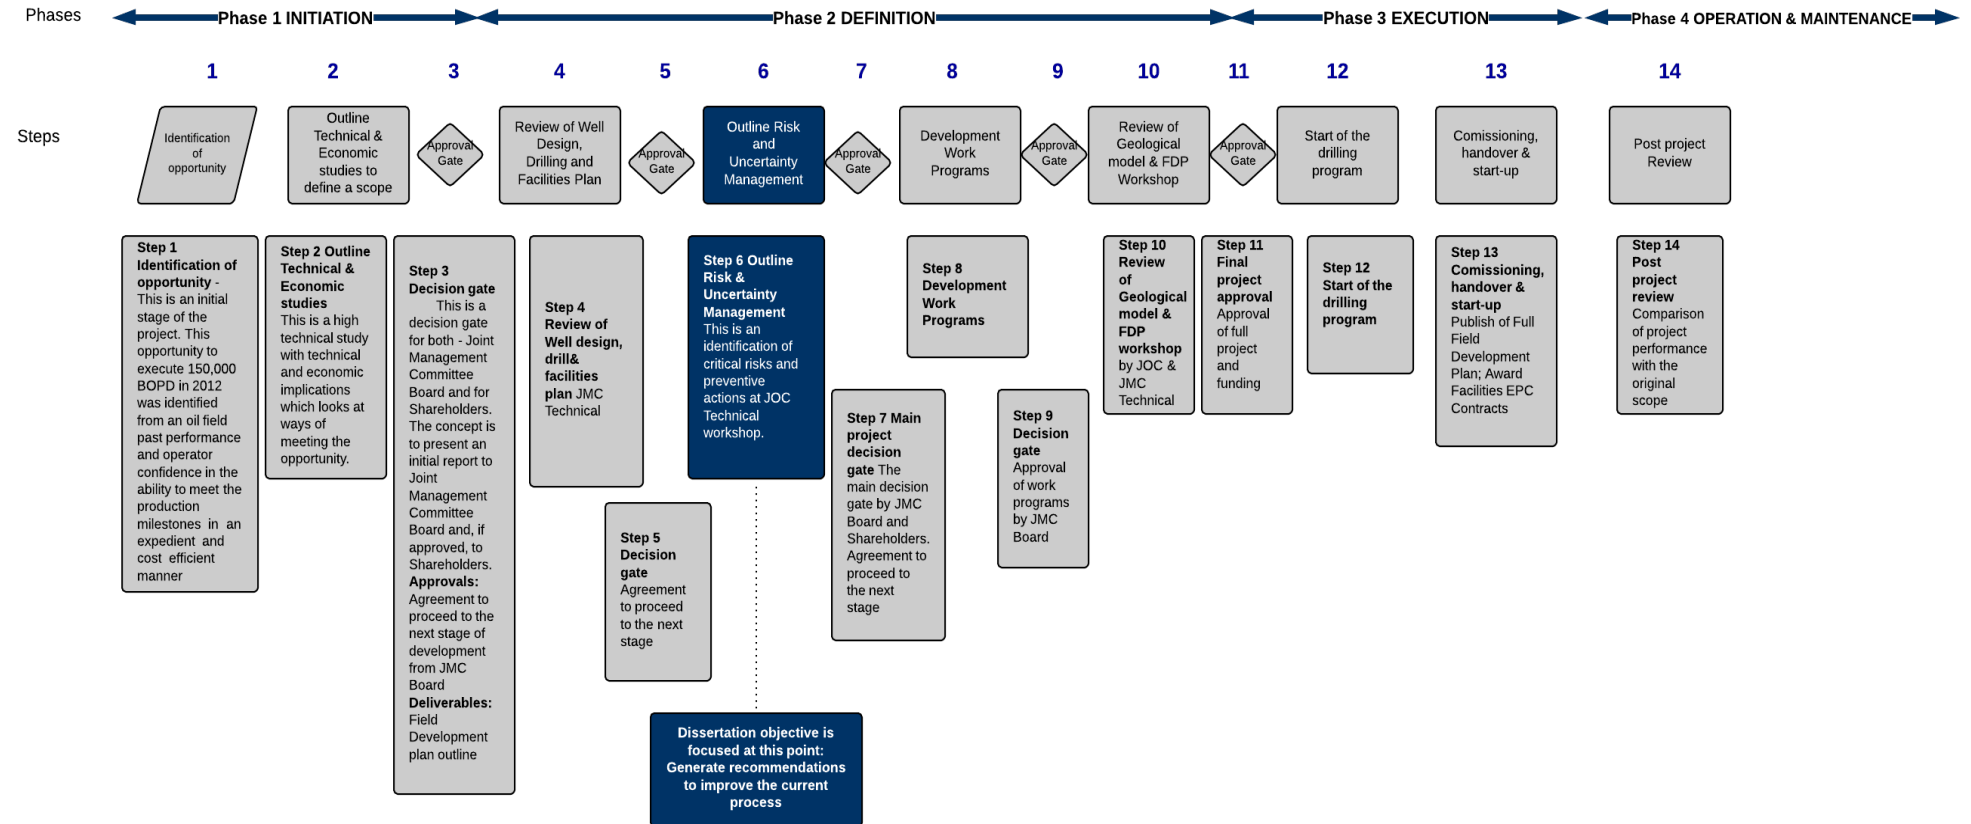 Phases
Phase 1 INITIATION
Phase 2 DEFINITION
Phase 3 EXECUTION
Phase 4 OPERATION & MAINTENANCE
1
2
3
4
5
6
7
8
9
10
11
12
13
14
Steps
Identification
of
opportunity
Outline
Technical &
Economic
studies to
define a scope
Approval
Gate
Review of Well
Design,
Drilling and
Facilities Plan
Approval
Gate
Outline Risk
and
Uncertainty
Management
Approval
Gate
Development
Work
Programs
Approval
Gate
Review of
Geological
model & FDP
Workshop
Approval
Gate
Start of the
drilling
program
Comissioning,
handover &
start-up
Post project
Review
Step 1
Identification of
opportunity -
This is an initial
stage of the
project. This
opportunity to
execute 150,000
BOPD in 2012
was identified
from an oil field
past performance
and operator
confidence in the
ability to meet the
production
milestones in an
expedient and
cost efficient
manner
Step 2 Outline
Technical &
Economic
studies
This is a high
technical study
with technical
and economic
implications
which looks at
ways of
meeting the
opportunity.
Step 3
Decision gate
This is a
decision gate
for both - Joint
Management
Committee
Board and for
Shareholders.
The concept is
to present an
initial report to
Joint
Management
Committee
Board and, if
approved, to
Shareholders.
Approvals:
Agreement to
proceed to the
next stage of
development
from JMC
Board
Deliverables:
Field
Development
plan outline
Step 4
Review of
Well design,
drill&
facilities
plan JMC
Technical
Step 5
Decision
gate
Agreement
to proceed
to the next
stage
Step 6 Outline
Risk &
Uncertainty
Management
This is an
identification of
critical risks and
preventive
actions at JOC
Technical
workshop.
Step 7 Main
project
decision
gate The
main decision
gate by JMC
Board and
Shareholders.
Agreement to
proceed to
the next
stage
Step 8
Development
Work
Programs
Step 9
Decision
gate
Approval
of work
programs
by JMC
Board
Step 10
Review
of
Geological
model &
FDP
workshop
by JOC &
JMC
Technical
Step 11
Final
project
approval
Approval
of full
project
and
funding
Step 12
Start of the
drilling
program
Step 13
Comissioning,
handover &
start-up
Publish of Full
Field
Development
Plan; Award
Facilities EPC
Contracts
Step 14
Post
project
review
Comparison
of project
performance
with the
original
scope
Dissertation objective is
focused at this point:
Generate recommendations
to improve the current
process